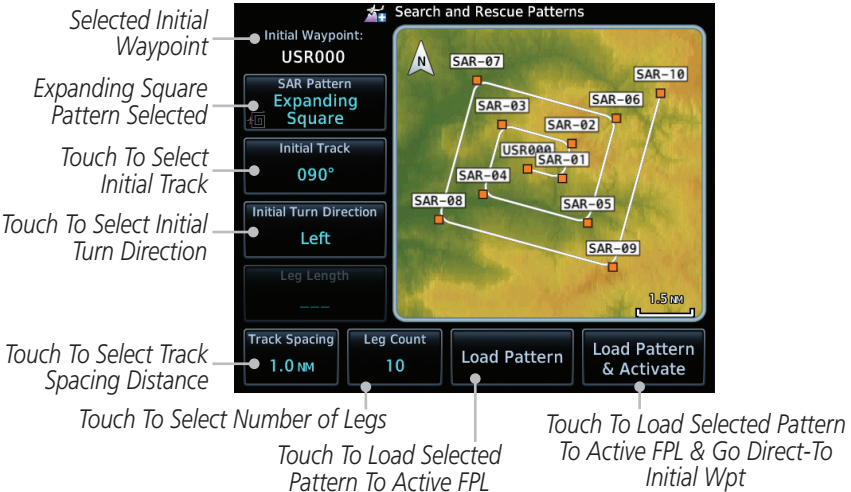 Search and Rescue Patterns
Selected Initial
Waypoint
Initial Waypoint:
USR000
Expanding Square
Pattern Selected
SAR Pattern
Expanding
Square
Touch To Select
Initial Track
Initial Track
090°
Touch To Select Initial
Turn Direction
Initial Turn Direction
Left
Leg Length
___
N
SAR-07
SAR-10
SAR-03
SAR-06
SAR-02
USR000
SAR-01
SAR-04
SAR-08
SAR-05
SAR-09
1.5 NM
Touch To Select Track
Spacing Distance
Track Spacing
1.0 NM
Leg Count
10
Load Pattern
Load Pattern
& Activate
Touch To Select Number of Legs
Touch To Load Selected
Pattern To Active FPL
Touch To Load Selected Pattern
To Active FPL & Go Direct-To
Initial Wpt